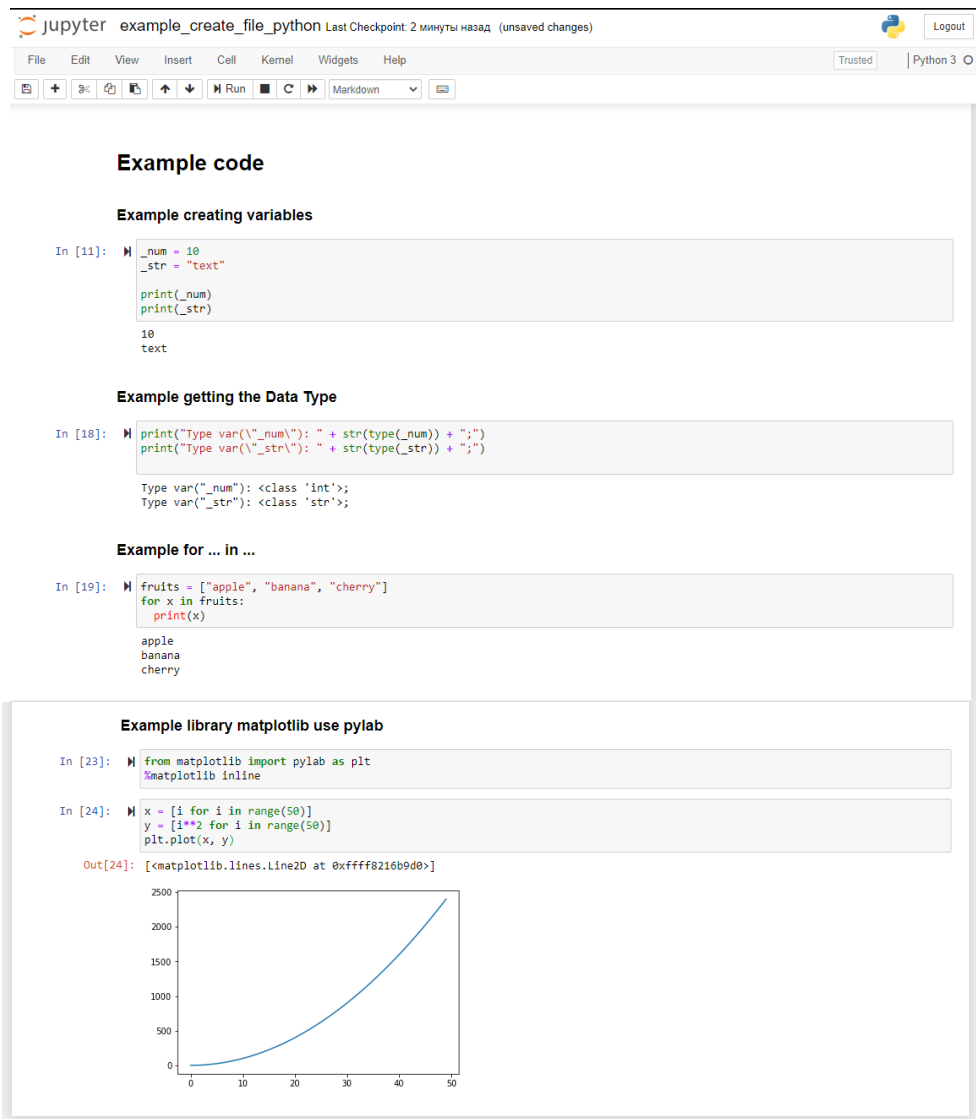 jupyter example_create_file_python Last Checkpoint: 2 минуты назад (unsaved changes) Logout
File Edit View Insert Cell Kernel Widgets Help Trusted Python 3
Run Markdown
Example code
Example creating variables
In [11]: _num = 10
_str = "text"
print(_num)
print(_str)
10
text
Example getting the Data Type
In [18]: print("Type var(\"_num\"): " + str(type(_num)) + ";")
print("Type var(\"_str\"): " + str(type(_str)) + ";")
Type var("_num"): <class 'int'>;
Type var("_str"): <class 'str'>;
Example for ... in ...
In [19]: fruits = ["apple", "banana", "cherry"]
for x in fruits:
  print(x)
apple
banana
cherry
Example library matplotlib use pylab
In [23]: from matplotlib import pylab as plt
%matplotlib inline
In [24]: x = [i for i in range(50)]
y = [i**2 for i in range(50)]
plt.plot(x, y)
Out[24]: [<matplotlib.lines.Line2D at 0xffff8216b9d0>]
2500
2000
1500
1000
500
0
0 10 20 30 40 50